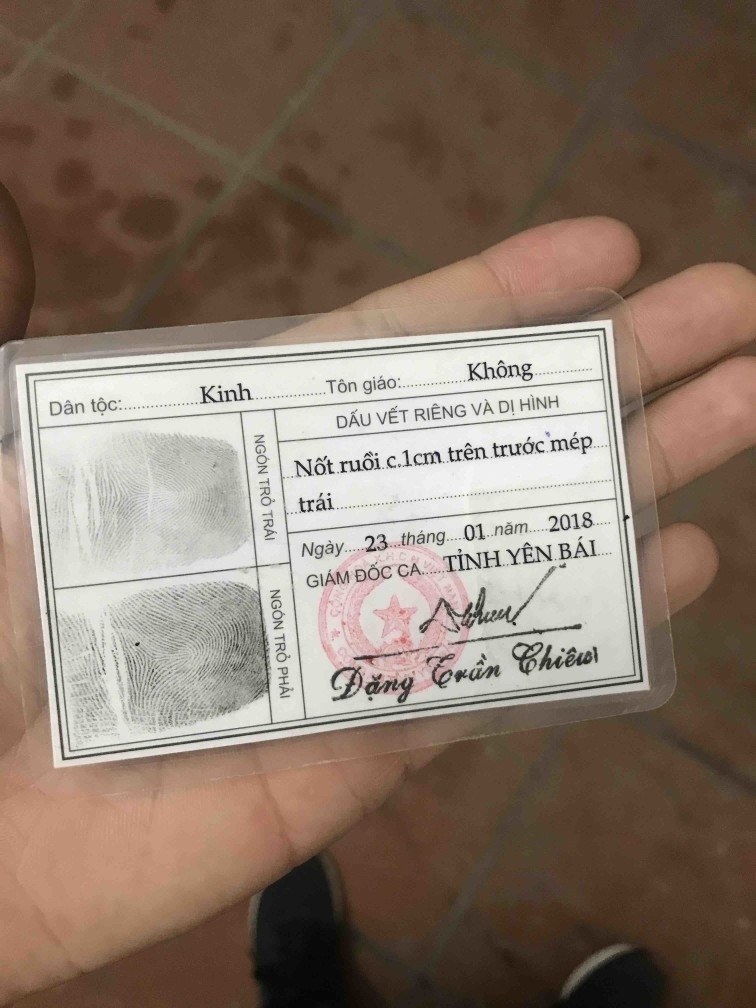 Dân tộc: Kinh Tôn giáo: Không
NGÓN TRỎ TRÁI
NGÓN TRỎ PHẢI
DẤU VẾT RIÊNG VÀ DỊ HÌNH
Nốt ruồi c.1cm trên trước mép
trái
Ngày 23 tháng 01 năm 2018
GIÁM ĐỐC CA TỈNH YÊN BÁI
Đặng Trần Chiêu